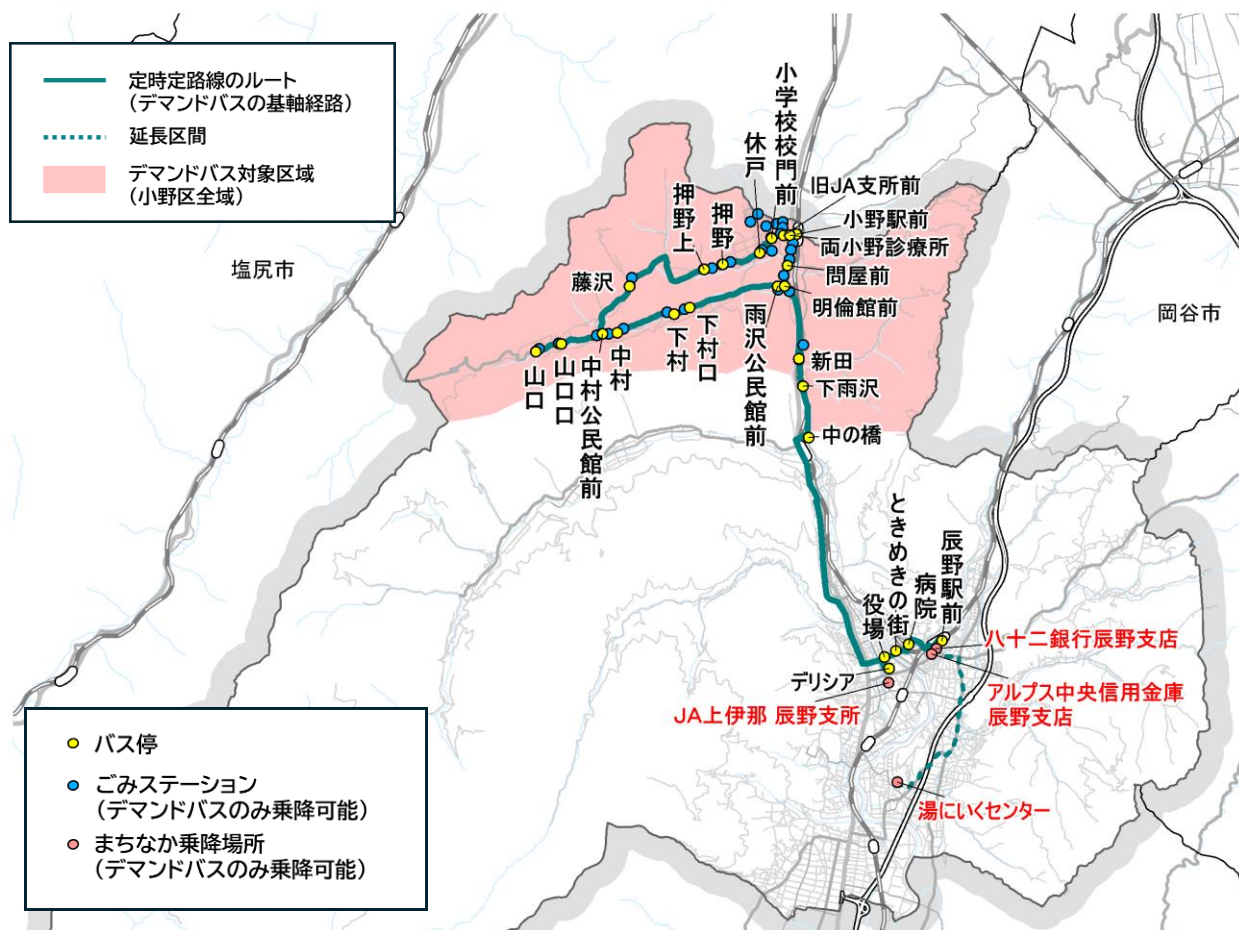 定時定路線のルート
(デマンドバスの基軸経路)
延長区間
デマンドバス対象区域
(小野区全域)
塩尻市
岡谷市
小学校校門前
休戸
旧JA支所前
小野駅前
両小野診療所
問屋前
明倫館前
押野上
押野
藤沢
新田
下雨沢
中の橋
雨沢公民館前
下村口
下村
中村
中村公民館前
山口口
山口
ときめきの街
役場
病院
辰野駅前
デリシア
八十二銀行辰野支店
アルプス中央信用金庫
辰野支店
JA上伊那 辰野支所
湯にいくセンター
バス停
ごみステーション
(デマンドバスのみ乗降可能)
まちなか乗降場所
(デマンドバスのみ乗降可能)